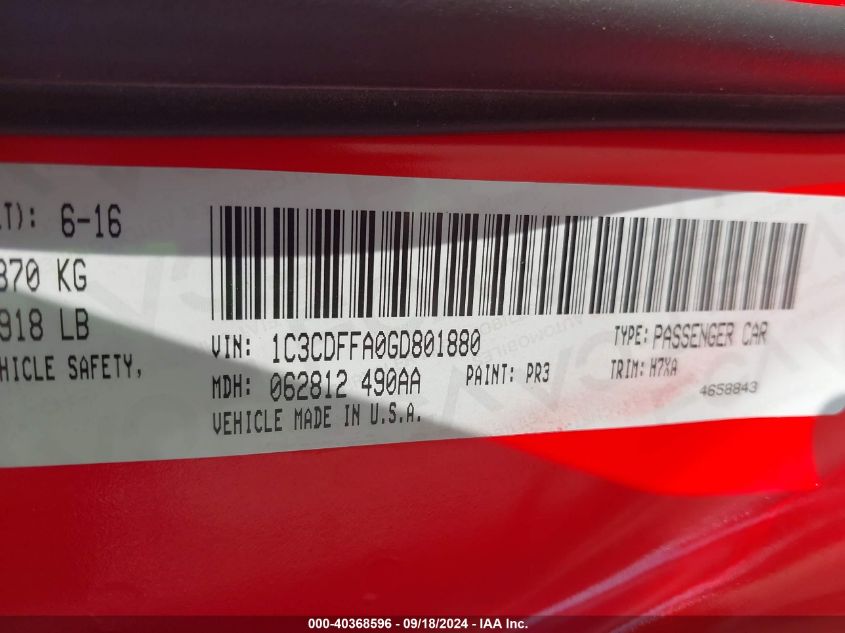 LT): 6-16
870 KG
918 LB
HICLE SAFETY,
VIN: 1C3CDFFA0GD801880
TYPE: PASSENGER CAR
MDH: 062812 490AA
PAINT: PR3
TRIM: H7XA
4658843
VEHICLE MADE IN U.S.A.
000-40368596 - 09/18/2024 - IAA Inc.